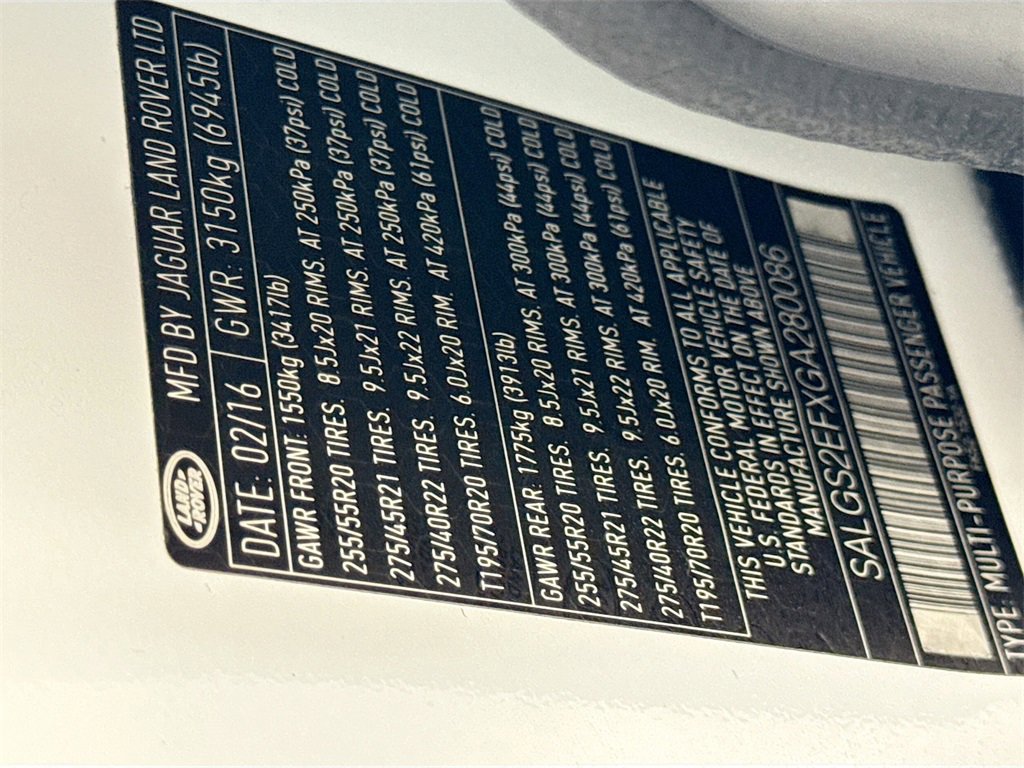 LAND-
-ROVER
MFD BY JAGUAR LAND ROVER LTD
DATE: 02/16 GWR: 3150kg (6945lb)
GAWR FRONT: 1550kg (3417lb)
255/55R20 TIRES. 8.5Jx20 RIMS. AT 250kPa (37psi) COLD
275/45R21 TIRES. 9.5Jx21 RIMS. AT 250kPa (37psi) COLD
275/40R22 TIRES. 9.5Jx22 RIMS. AT 250kPa (37psi) COLD
T195/70R20 TIRES. 6.0Jx20 RIM. AT 420kPa (61psi) COLD
GAWR REAR: 1775kg (3913lb)
255/55R20 TIRES. 8.5Jx20 RIMS. AT 300kPa (44psi) COLD
275/45R21 TIRES. 9.5Jx21 RIMS. AT 300kPa (44psi) COLD
275/40R22 TIRES. 9.5Jx22 RIMS. AT 300kPa (44psi) COLD
T195/70R20 TIRES. 6.0Jx20 RIM. AT 420kPa (61psi) COLD
THIS VEHICLE CONFORMS TO ALL APPLICABLE
U.S. FEDERAL MOTOR VEHICLE SAFETY
STANDARDS IN EFFECT ON THE DATE OF
MANUFACTURE SHOWN ABOVE
SALGS2EFXGA280086
TYPE: MULTI-PURPOSE PASSENGER VEHICLE